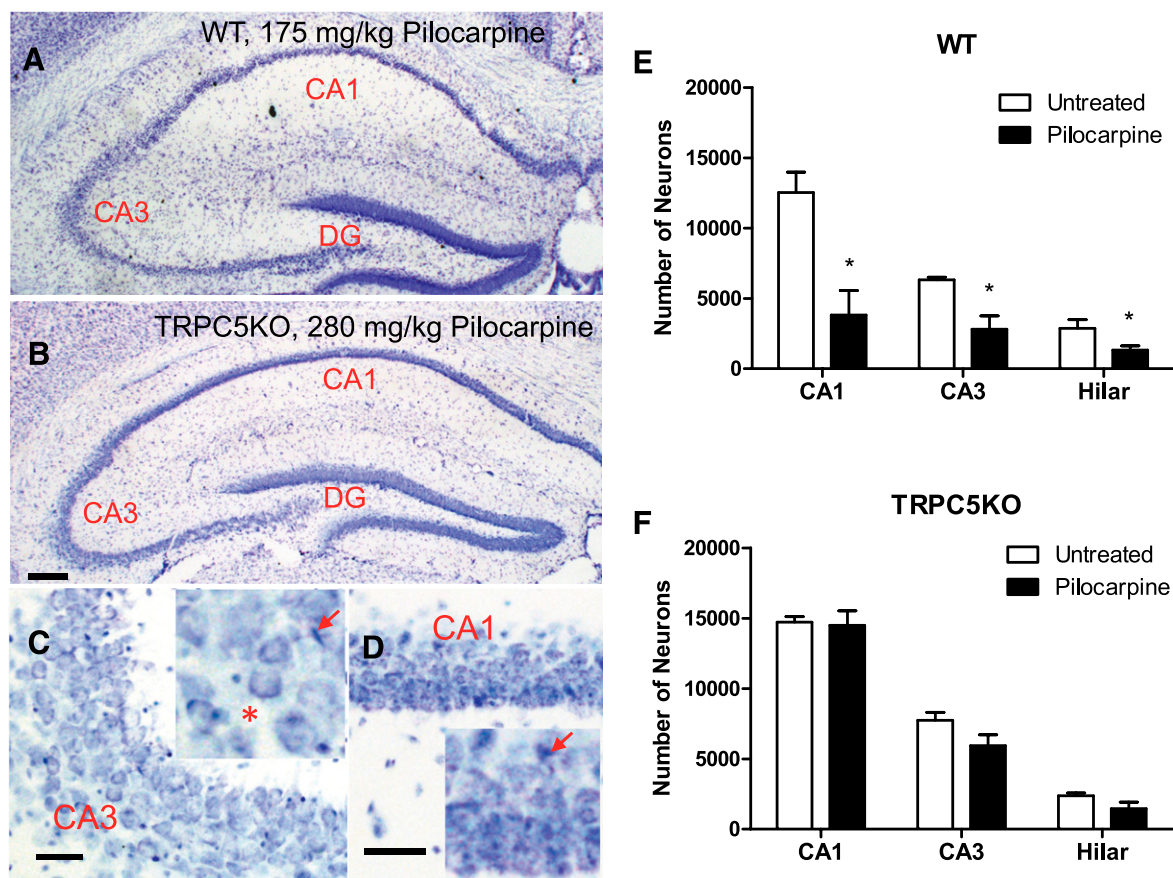 A
WT, 175 mg/kg Pilocarpine
CA1
CA3
DG
B
TRPC5KO, 280 mg/kg Pilocarpine
CA1
CA3
DG
C
*
CA3
D
CA1
E
WT
Number of Neurons
20000
15000
10000
5000
0
Untreated
Pilocarpine
*
*
*
CA1
CA3
Hilar
F
TRPC5KO
Number of Neurons
20000
15000
10000
5000
0
Untreated
Pilocarpine
CA1
CA3
Hilar